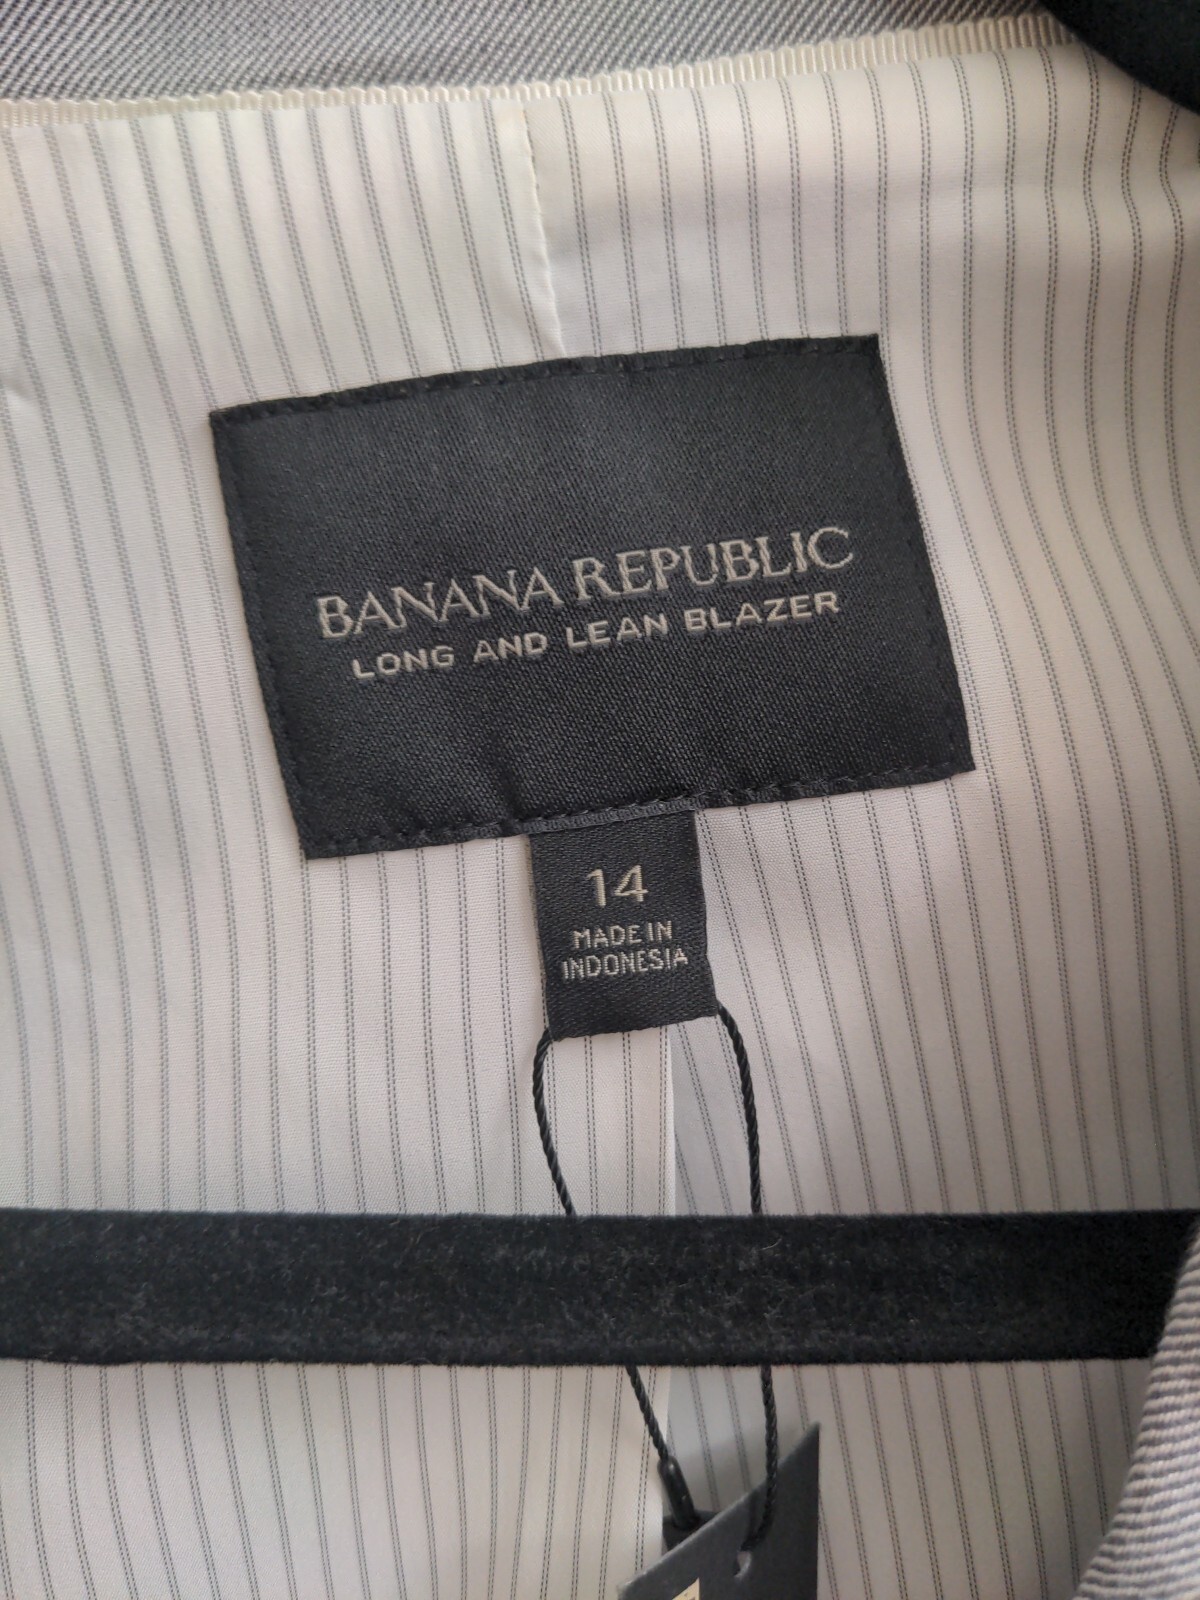 BANANA REPUBLIC
LONG AND LEAN BLAZER
14
MADE IN
INDONESIA